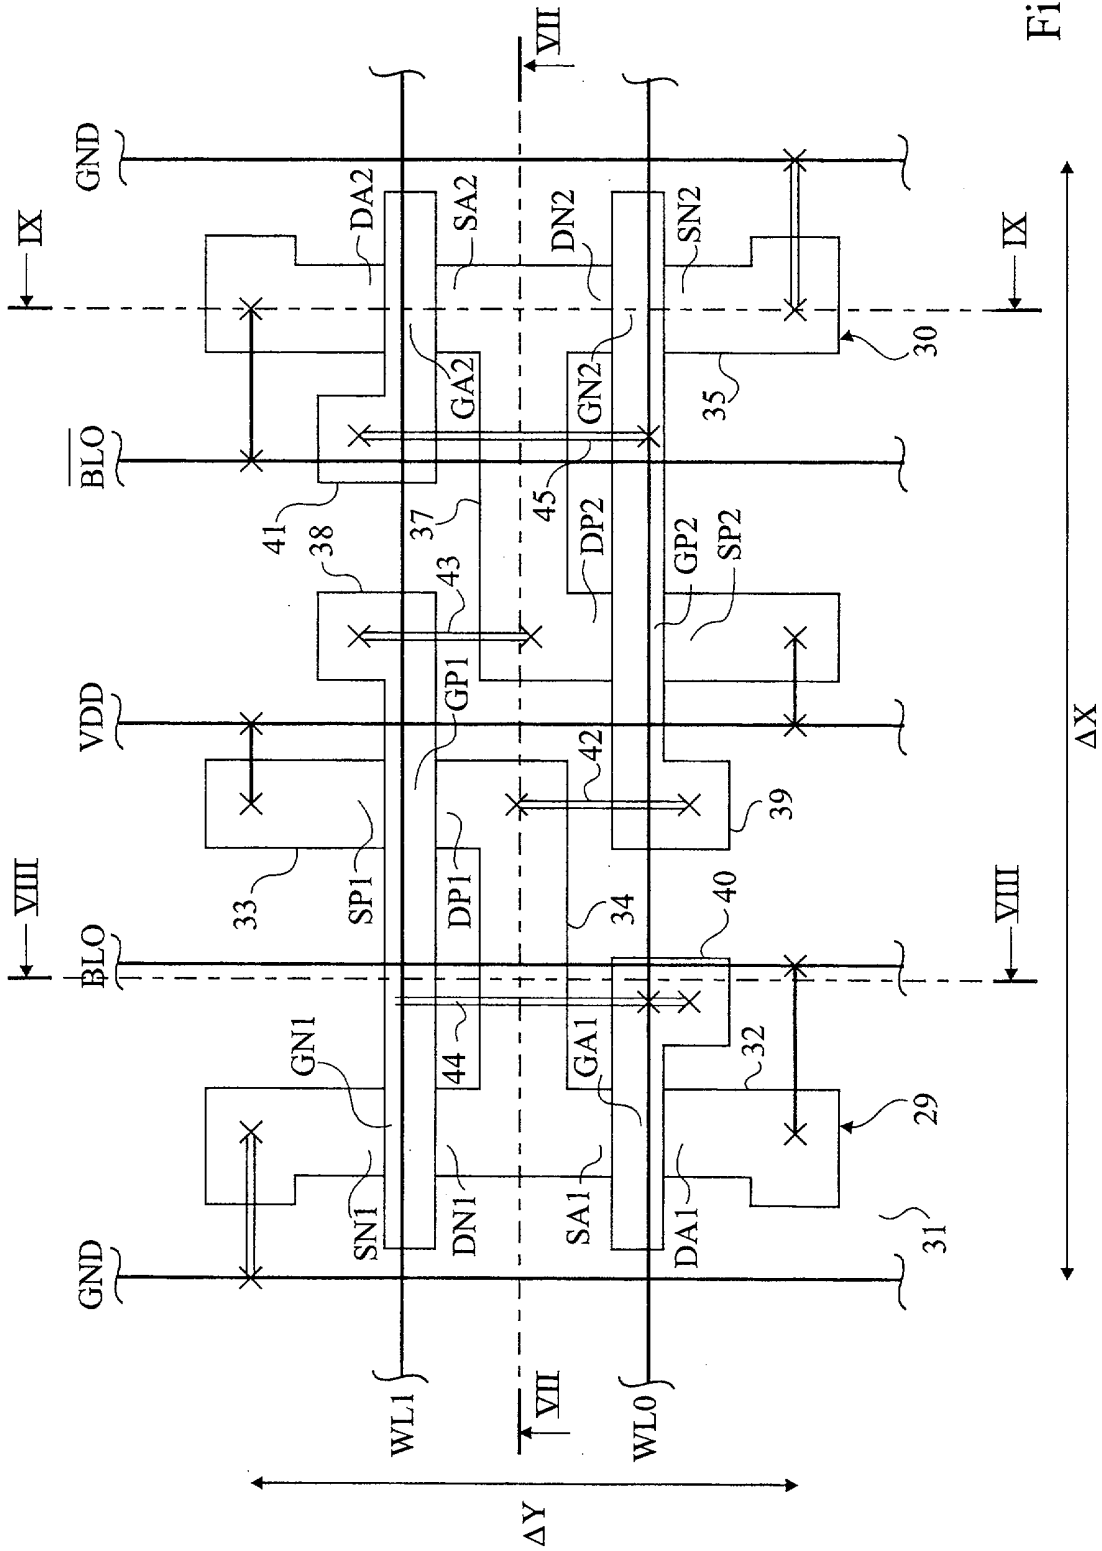 VIII
IX
GND
BLO
VDD
BLO
GND
33
38
41
SN1
GN1
SP1
DA2
WL1
DN1
44
DP1
GP1
43
37
GA2
SA2
VII
VII
ΔY
SA1
GA1
34
42
DP2
45
GN2
DN2
WL0
DA1
32
40
39
GP2
SP2
35
SN2
31
29
30
VIII
IX
ΔX
Fi